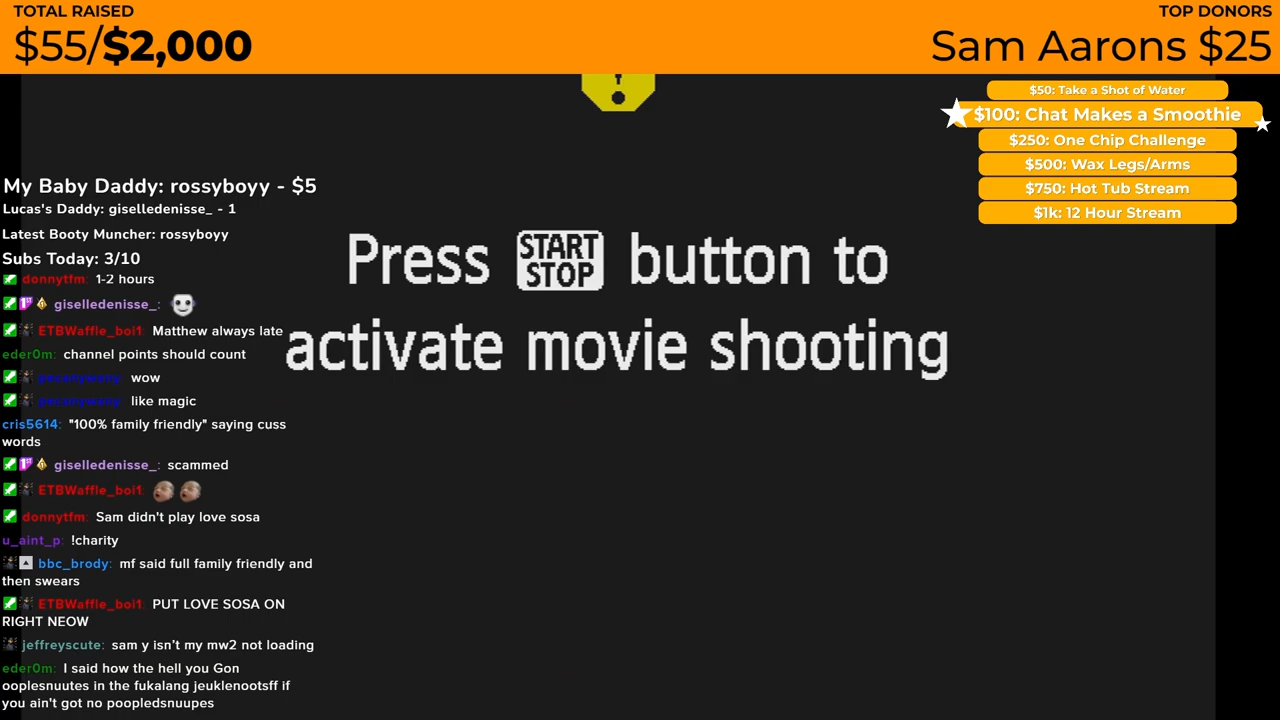 TOTAL RAISED
$55/$2,000
TOP DONORS
Sam Aarons $25
$50: Take a Shot of Water
$100: Chat Makes a Smoothie
$250: One Chip Challenge
$500: Wax Legs/Arms
$750: Hot Tub Stream
$1k: 12 Hour Stream
!
Press START STOP button to
activate movie shooting
My Baby Daddy: rossyboyy - $5
Lucas's Daddy: giselledenisse_ - 1
Latest Booty Muncher: rossyboyy
Subs Today: 3/10
donnytfm: 1-2 hours
giselledenisse_:
ETBWaffle_boi1: Matthew always late
eder0m: channel points should count
wow
like magic
cris5614: "100% family friendly" saying cuss
words
giselledenisse_: scammed
ETBWaffle_boi1:
donnytfm: Sam didn't play love sosa
u_aint_p: !charity
bbc_brody: mf said full family friendly and
then swears
ETBWaffle_boi1: PUT LOVE SOSA ON
RIGHT NEOW
jeffreyscute: sam y isn't my mw2 not loading
eder0m: I said how the hell you Gon
ooplesnuutes in the fukalang jeuklenootsff if
you ain't got no poopledsnuupes